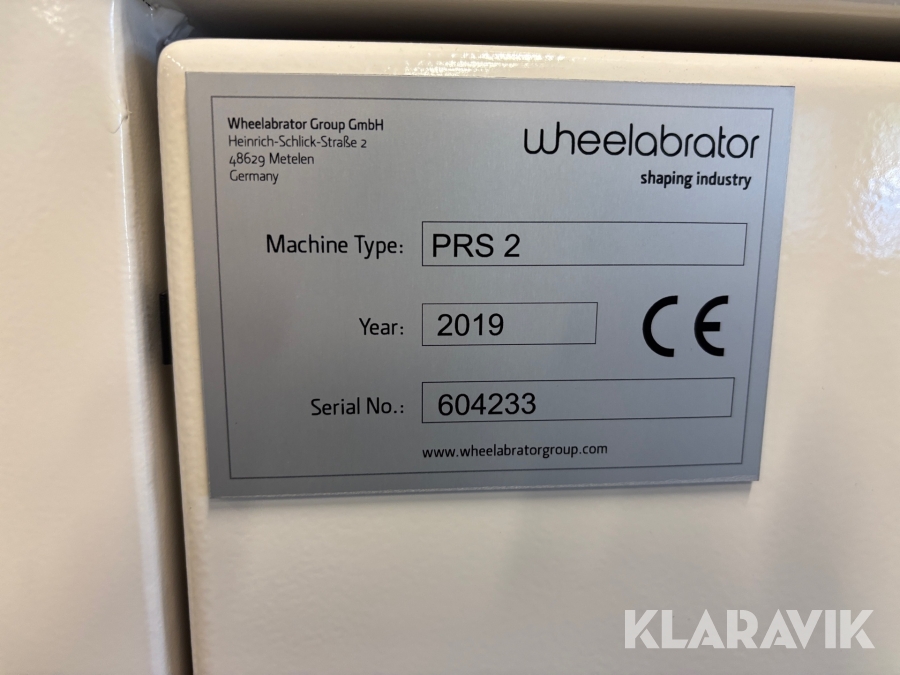 Wheelabrator Group GmbH
Heinrich-Schlick-Straße 2
48629 Metelen
Germany
wheelabrator
shaping industry
Machine Type: PRS 2
Year: 2019
CE
Serial No.: 604233
www.wheelabratorgroup.com
KLARAVIK